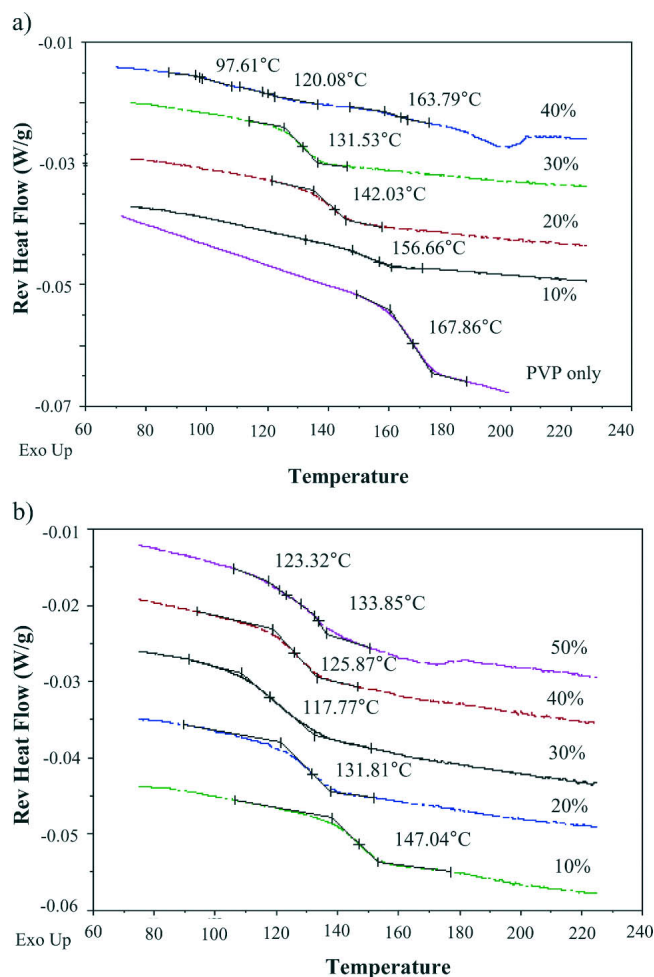 a)
-0.01
97.61°C
120.08°C
163.79°C
40%
131.53°C
-0.03
30%
142.03°C
20%
156.66°C
-0.05
10%
167.86°C
PVP only
-0.07
60 80 100 120 140 160 180 200 220 240
Rev Heat Flow (W/g)
Exo Up
Temperature
b)
-0.01
123.32°C
-0.02
133.85°C
50%
125.87°C
40%
-0.03
117.77°C
30%
-0.04
131.81°C
20%
-0.05
147.04°C
10%
-0.06
60 80 100 120 140 160 180 200 220 240
Rev Heat Flow (W/g)
Exo Up
Temperature